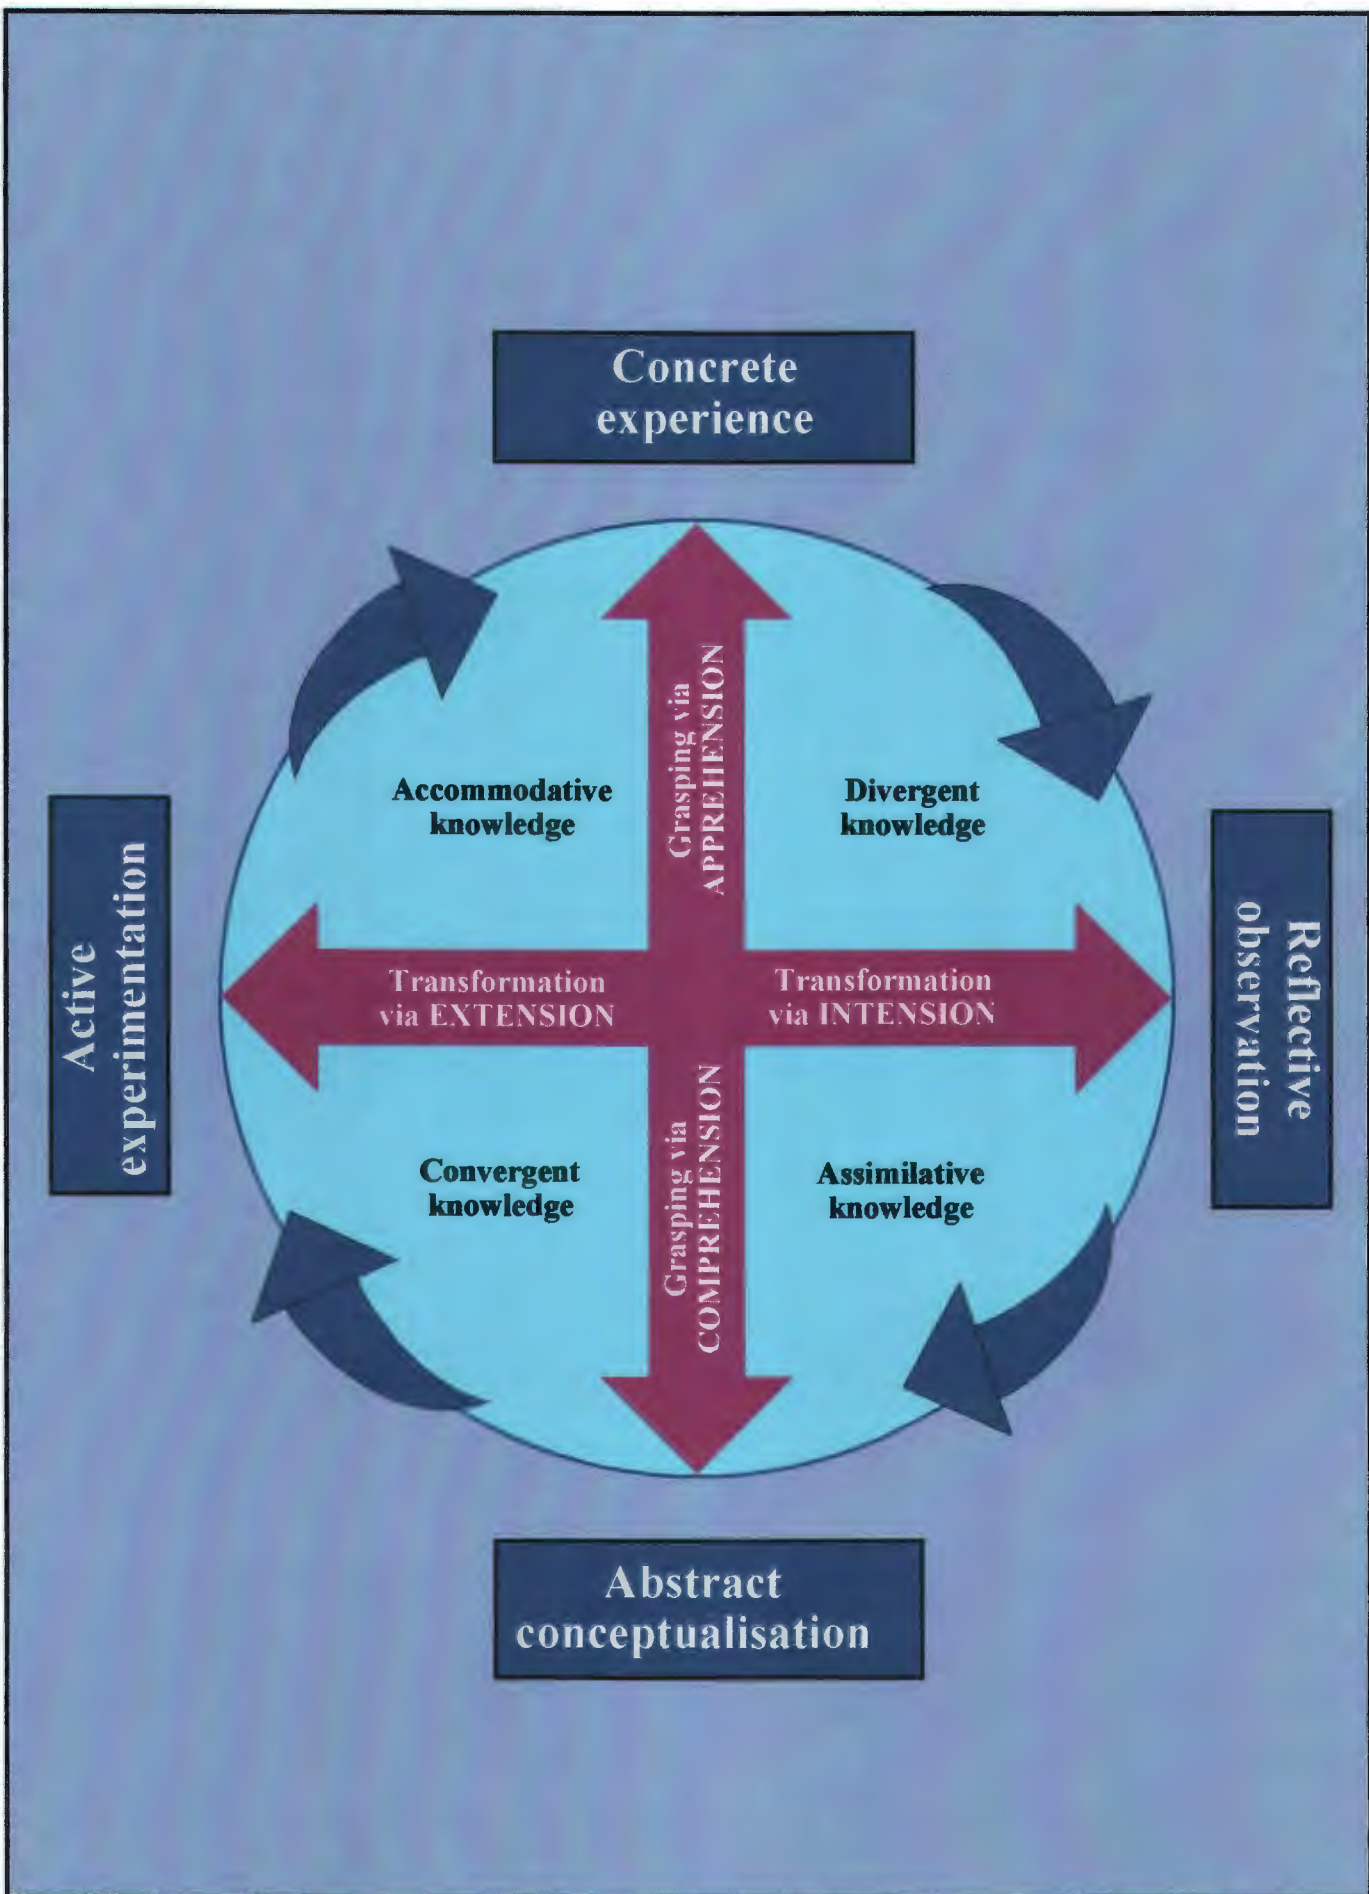 Concrete
experience
Grasping via
APPREHENSION
Accommodative
knowledge
Divergent
knowledge
Active
experimentation
Transformation
via EXTENSION
Transformation
via INTENSION
Reflective
observation
Convergent
knowledge
Grasping via
COMPREHENSION
Assimilative
knowledge
Abstract
conceptualisation